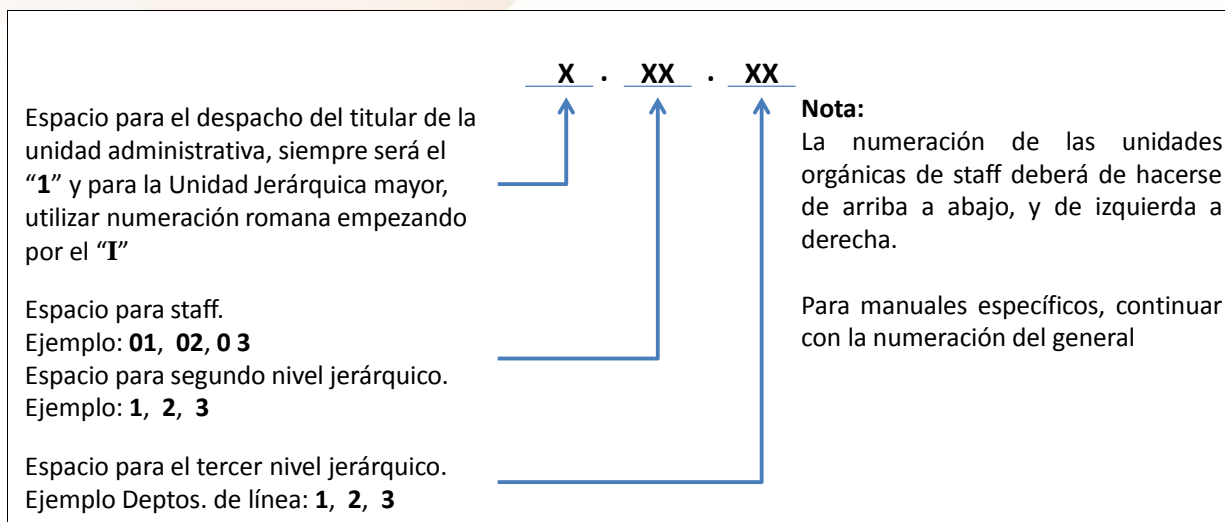 X . XX . XX
Espacio para el despacho del titular de la
unidad administrativa, siempre será el
“1” y para la Unidad Jerárquica mayor,
utilizar numeración romana empezando
por el “I”
Espacio para staff.
Ejemplo: 01, 02, 0 3
Espacio para segundo nivel jerárquico.
Ejemplo: 1, 2, 3
Espacio para el tercer nivel jerárquico.
Ejemplo Deptos. de línea: 1, 2, 3
Nota:
La numeración de las unidades
orgánicas de staff deberá de hacerse
de arriba a abajo, y de izquierda a
derecha.
Para manuales específicos, continuar
con la numeración del general